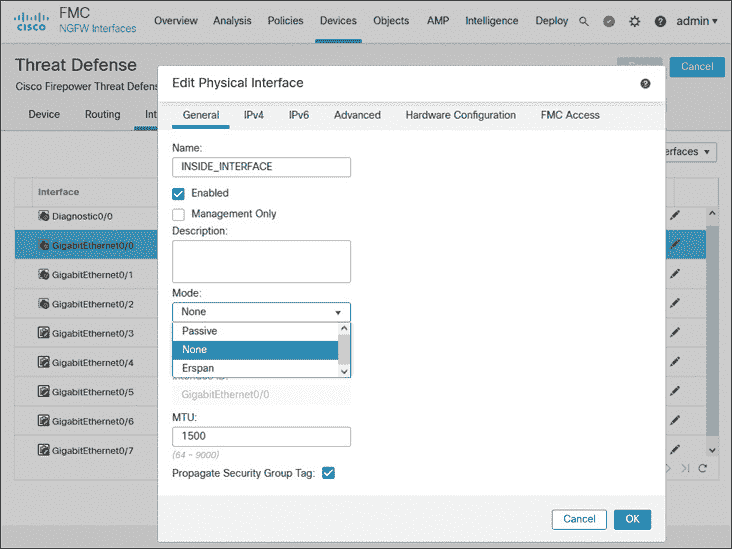 CISCO
FMC
NGFW Interfaces
Overview Analysis Policies Devices Objects AMP Intelligence Deploy admin
Threat Defense
Cancel
Cisco Firepower Threat Defens
Device Routing Int
erfaces
Interface
Diagnostic0/0
GigabitEthernet0/0
GigabitEthernet0/1
GigabitEthernet0/2
GigabitEthernet0/3
GigabitEthernet0/4
GigabitEthernet0/5
GigabitEthernet0/6
GigabitEthernet0/7
Edit Physical Interface
General IPv4 IPv6 Advanced Hardware Configuration FMC Access
Name:
INSIDE_INTERFACE
Enabled
Management Only
Description:
Mode:
None
Passive
None
Erspan
GigabitEthernet0/0
MTU:
1500
(64 - 9000)
Propagate Security Group Tag:
Cancel OK